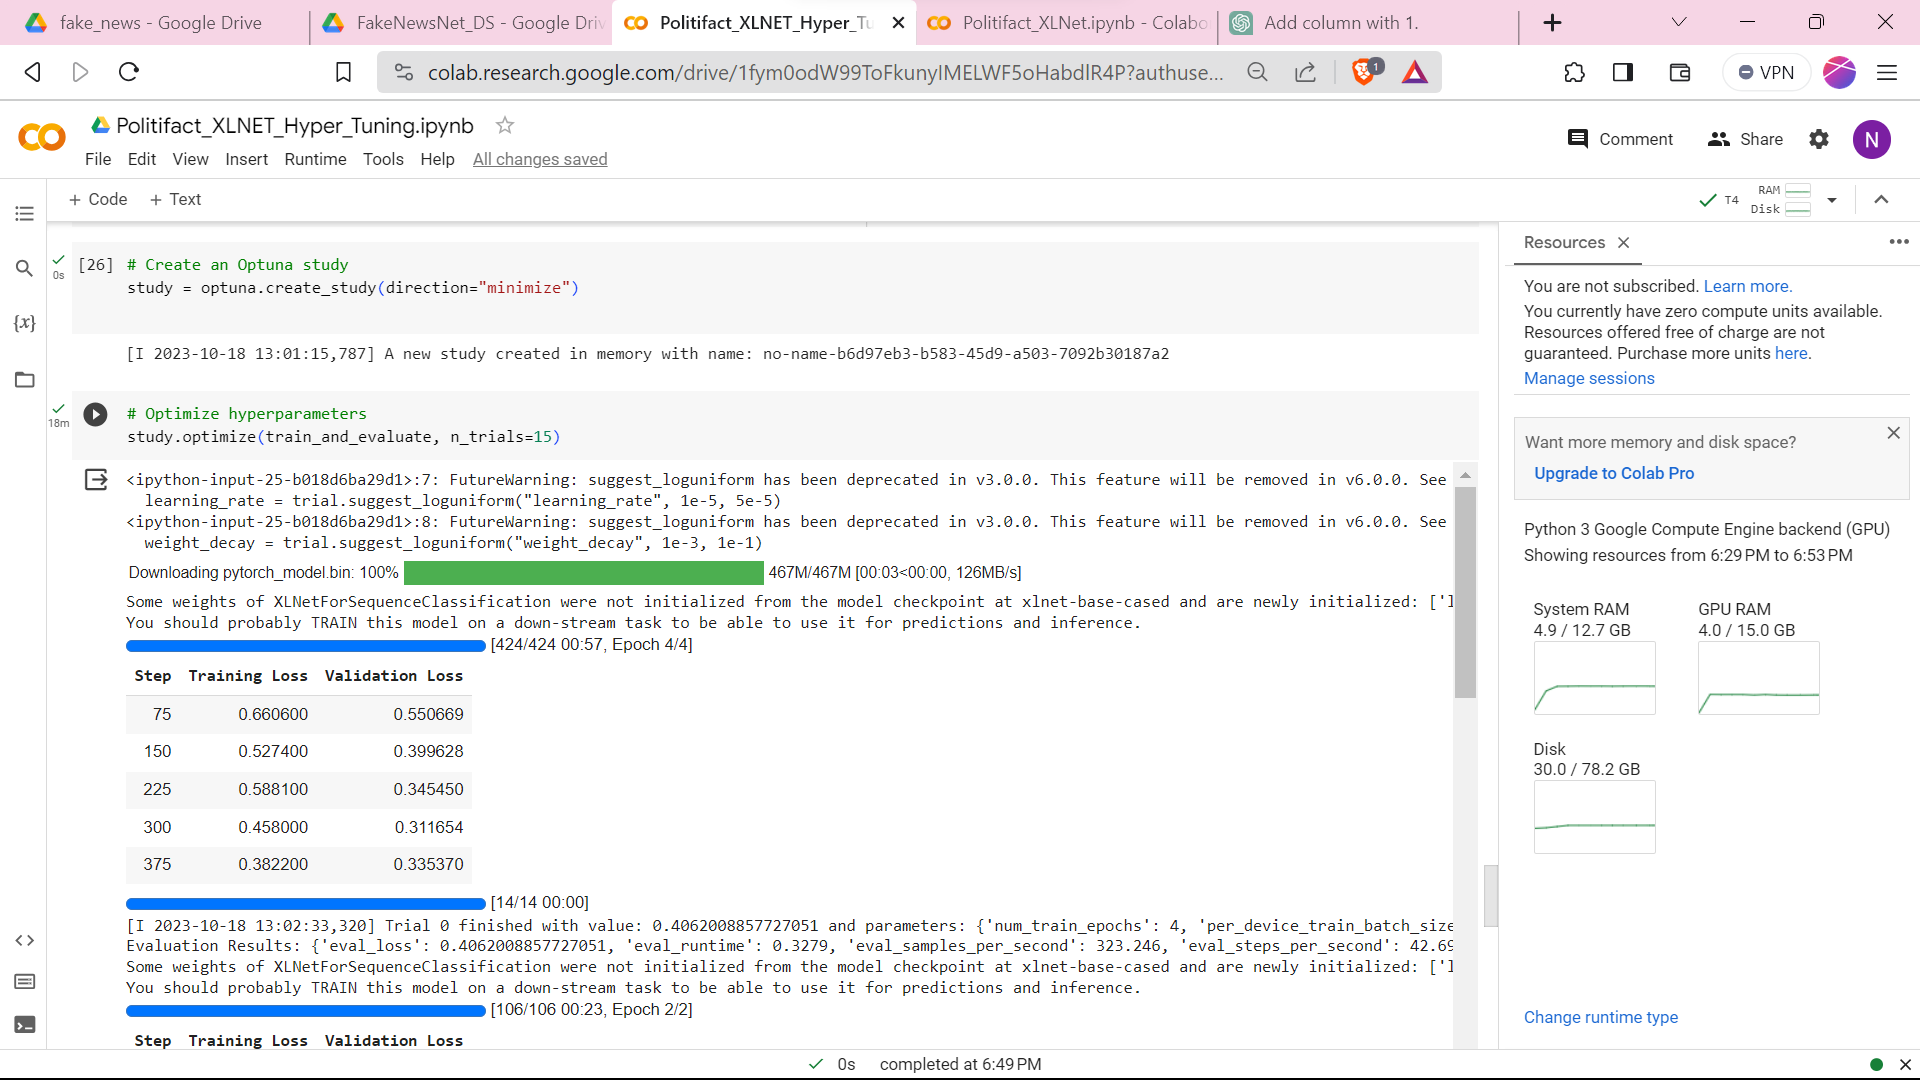 fake_news - Google Drive
FakeNewsNet_DS - Google Driv
Politifact_XLNET_Hyper_Tu
Politifact_XLNet.ipynb - Colabo
Add column with 1.
colab.research.google.com/drive/1fym0odW99ToFkunyIMELWF5oHabdlR4P?authuse...
1
VPN
Politifact_XLNET_Hyper_Tuning.ipynb
Comment
Share
N
File Edit View Insert Runtime Tools Help All changes saved
+ Code + Text
T4
RAM
Disk
[26] # Create an Optuna study
0s
study = optuna.create_study(direction="minimize")
{x}
[I 2023-10-18 13:01:15,787] A new study created in memory with name: no-name-b6d97eb3-b583-45d9-a503-7092b30187a2
# Optimize hyperparameters
18m
study.optimize(train_and_evaluate, n_trials=15)
<ipython-input-25-b018d6ba29d1>:7: FutureWarning: suggest_loguniform has been deprecated in v3.0.0. This feature will be removed in v6.0.0. See
learning_rate = trial.suggest_loguniform("learning_rate", 1e-5, 5e-5)
<ipython-input-25-b018d6ba29d1>:8: FutureWarning: suggest_loguniform has been deprecated in v3.0.0. This feature will be removed in v6.0.0. See
weight_decay = trial.suggest_loguniform("weight_decay", 1e-3, 1e-1)
Downloading pytorch_model.bin: 100% 467M/467M [00:03<00:00, 126MB/s]
Some weights of XLNetForSequenceClassification were not initialized from the model checkpoint at xlnet-base-cased and are newly initialized: ['l
You should probably TRAIN this model on a down-stream task to be able to use it for predictions and inference.
[424/424 00:57, Epoch 4/4]
Step Training Loss Validation Loss
75 0.660600 0.550669
150 0.527400 0.399628
225 0.588100 0.345450
300 0.458000 0.311654
375 0.382200 0.335370
[14/14 00:00]
[I 2023-10-18 13:02:33,320] Trial 0 finished with value: 0.4062008857727051 and parameters: {'num_train_epochs': 4, 'per_device_train_batch_size
Evaluation Results: {'eval_loss': 0.4062008857727051, 'eval_runtime': 0.3279, 'eval_samples_per_second': 323.246, 'eval_steps_per_second': 42.69
Some weights of XLNetForSequenceClassification were not initialized from the model checkpoint at xlnet-base-cased and are newly initialized: ['l
You should probably TRAIN this model on a down-stream task to be able to use it for predictions and inference.
[106/106 00:23, Epoch 2/2]
Step Training Loss Validation Loss
Resources
You are not subscribed. Learn more.
You currently have zero compute units available.
Resources offered free of charge are not
guaranteed. Purchase more units here.
Manage sessions
Want more memory and disk space?
Upgrade to Colab Pro
Python 3 Google Compute Engine backend (GPU)
Showing resources from 6:29 PM to 6:53 PM
System RAM
4.9 / 12.7 GB
GPU RAM
4.0 / 15.0 GB
Disk
30.0 / 78.2 GB
Change runtime type
0s completed at 6:49 PM